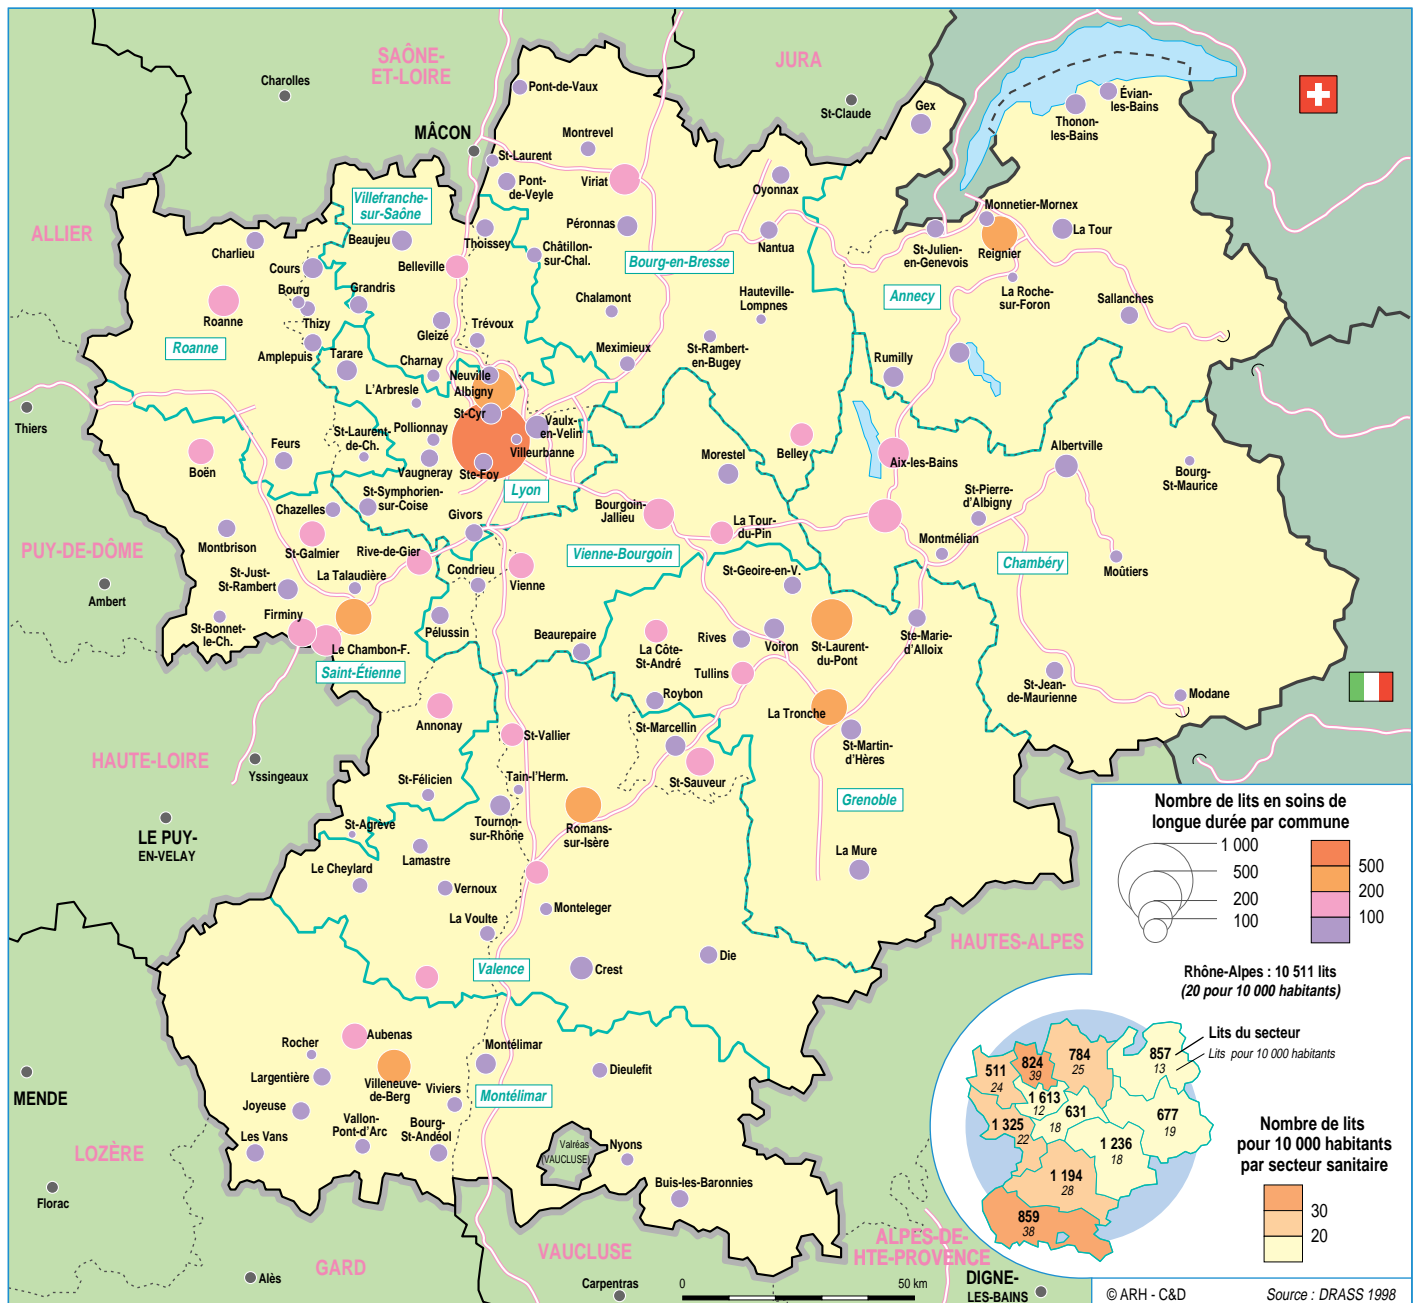 SAÔNE-
ET-LOIRE
JURA
Charolles
Pont-de-Vaux
St-Claude
Gex
Évian-
les-Bains
Thonon-
les-Bains
MÂCON
Montrevel
St-Laurent
Pont-
de-Veyle
Viriat
Oyonnax
Villefranche-
sur-Saône
Monnetier-Mornex
ALLIER
Charlieu
Beaujeu
Thoissey
Péronnas
Châtillon-
sur-Chal.
Nantua
St-Julien-
en-Genevois
Reignier
La Tour
Cours
Belleville
Bourg-en-Bresse
Bourg
Grandris
Thizy
Roanne
Chalamont
Hauteville-
Lompnes
Annecy
La Roche-
sur-Foron
Sallanches
Roanne
Amplepuis
Gleizé
Trévoux
Tarare
Charnay
Meximieux
St-Rambert-
en-Bugey
Rumilly
Neuville
Albigny
L'Arbresle
St-Cyr
Thiers
Pollionnay
St-Laurent-
de-Ch.
Vaulx-
en-Velin
Villeurbanne
Boën
Feurs
Vaugneray
Ste-Foy
Morestel
Belley
Aix-les-Bains
Albertville
Bourg-
St-Maurice
Lyon
St-Symphorien-
sur-Coise
Chazelles
Givors
Bourgoin-
Jallieu
La Tour-
du-Pin
St-Pierre-
d'Albigny
Montbrison
St-Galmier
Rive-de-Gier
Vienne-Bourgoin
Montmélian
Chambéry
Moûtiers
PUY-DE-DÔME
Ambert
St-Just-
St-Rambert
La Talaudière
Condrieu
Vienne
St-Geoire-en-V.
Firminy
St-Bonnet-
le-Ch.
Le Chambon-F.
Pélussin
Beaurepaire
La Côte-
St-André
Rives
Voiron
St-Laurent-
du-Pont
Ste-Marie-
d'Alloix
Saint-Étienne
Tullins
St-Jean-
de-Maurienne
Modane
Roybon
Annonay
La Tronche
St-Marcellin
St-Martin-
d'Hères
St-Vallier
HAUTE-LOIRE
Yssingeaux
St-Félicien
Tain-l'Herm.
St-Sauveur
Grenoble
Tournon-
sur-Rhône
Romans-
sur-Isère
St-Agrève
LE PUY-
EN-VELAY
Lamastre
La Mure
Le Cheylard
Vernoux
Monteleger
La Voulte
HAUTES-ALPES
Die
Valence
Crest
Aubenas
Rocher
Montélimar
Dieulefit
Largentière
Villeneuve-
de-Berg
Viviers
MENDE
Joyeuse
Montélimar
Vallon-
Pont-d'Arc
Bourg-
St-Andéol
Les Vans
LOZÈRE
Valréas
(VAUCLUSE)
Nyons
Florac
Buis-les-Baronnies
ALPES-DE-
HTE-PROVENCE
VAUCLUSE
GARD
Alès
Carpentras
0
50 km
DIGNE-
LES-BAINS
Nombre de lits en soins de
longue durée par commune
1 000
500
200
100
500
200
100
Rhône-Alpes : 10 511 lits
(20 pour 10 000 habitants)
Lits du secteur
Lits pour 10 000 habitants
857
13
784
25
824
39
511
24
1 613
12
631
18
677
19
1 325
22
1 236
18
1 194
28
859
38
Nombre de lits
pour 10 000 habitants
par secteur sanitaire
30
20
© ARH - C&D
Source : DRASS 1998